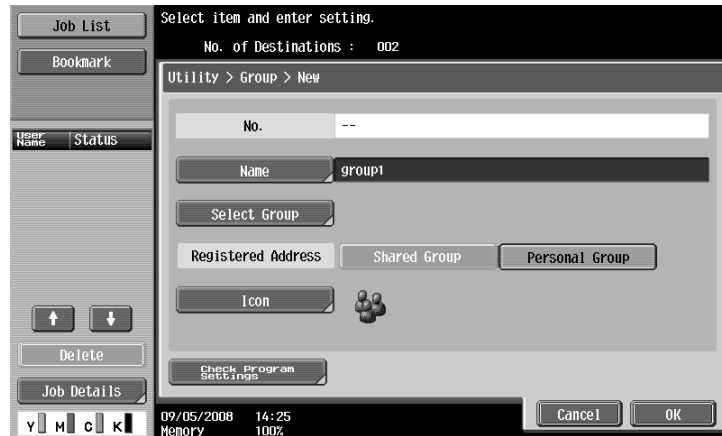 Job List
Bookmark
User Name Status
Delete
Job Details
Y M C K
Select item and enter setting.
No. of Destinations : 002
Utility > Group > New
No. --
Name group1
Select Group
Registered Address Shared Group Personal Group
Icon
Check Program
Settings
09/05/2008 14:25
Memory 100%
Cancel OK